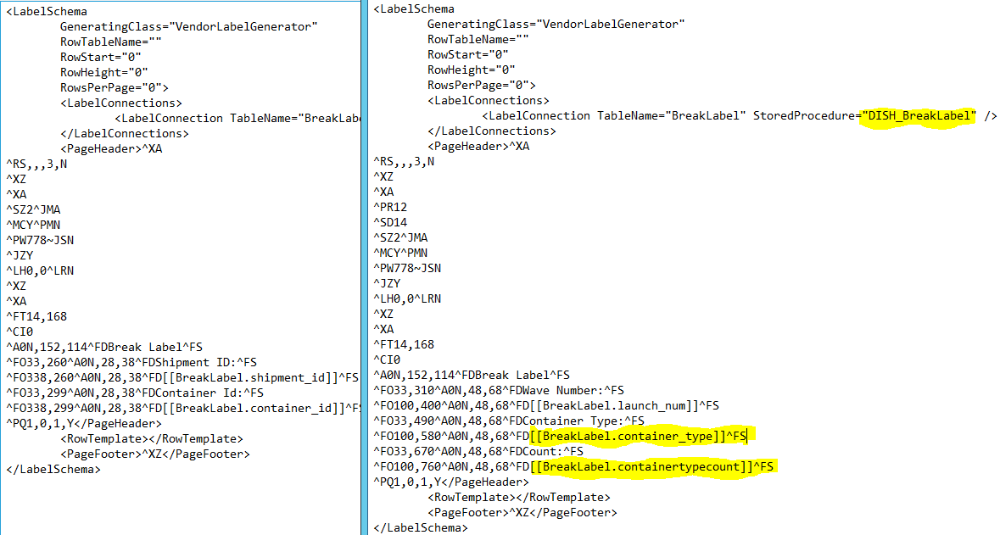 <LabelSchema
GeneratingClass="VendorLabelGenerator"
RowTableName=""
RowStart="0"
RowHeight="0"
RowsPerPage="0">
<LabelConnections>
<LabelConnection TableName="BreakLabe
</LabelConnections>
<PageHeader>^XA
^RS,,,3,N
^XZ
^XA
^SZ2^JMA
^MCY^PMN
^PW778~JSN
^JZY
^LH0,0^LRN
^XZ
^XA
^FT14,168
^CI0
^A0N,152,114^FDBreak Label^FS
^FO33,260^A0N,28,38^FDShipment ID:^FS
^FO338,260^A0N,28,38^FD[[BreakLabel.shipment_id]]^FS
^FO33,299^A0N,28,38^FDContainer Id:^FS
^FO338,299^A0N,28,38^FD[[BreakLabel.container_id]]^FS
^PQ1,0,1,Y</PageHeader>
<RowTemplate></RowTemplate>
<PageFooter>^XZ</PageFooter>
</LabelSchema>
<LabelSchema
GeneratingClass="VendorLabelGenerator"
RowTableName=""
RowStart="0"
RowHeight="0"
RowsPerPage="0">
<LabelConnections>
<LabelConnection TableName="BreakLabel" StoredProcedure="DISH_BreakLabel" />
</LabelConnections>
<PageHeader>^XA
^RS,,,3,N
^XZ
^XA
^PR12
^SD14
^SZ2^JMA
^MCY^PMN
^PW778~JSN
^JZY
^LH0,0^LRN
^XZ
^XA
^FT14,168
^CI0
^A0N,152,114^FDBreak Label^FS
^FO33,310^A0N,48,68^FDWave Number:^FS
^FO100,400^A0N,48,68^FD[[BreakLabel.launch_num]]^FS
^FO33,490^A0N,48,68^FDContainer Type:^FS
^FO100,580^A0N,48,68^FD[[BreakLabel.container_type]]^FS
^FO33,670^A0N,48,68^FDCount:^FS
^FO100,760^A0N,48,68^FD[[BreakLabel.containertypecount]]^FS
^PQ1,0,1,Y</PageHeader>
<RowTemplate></RowTemplate>
<PageFooter>^XZ</PageFooter>
</LabelSchema>